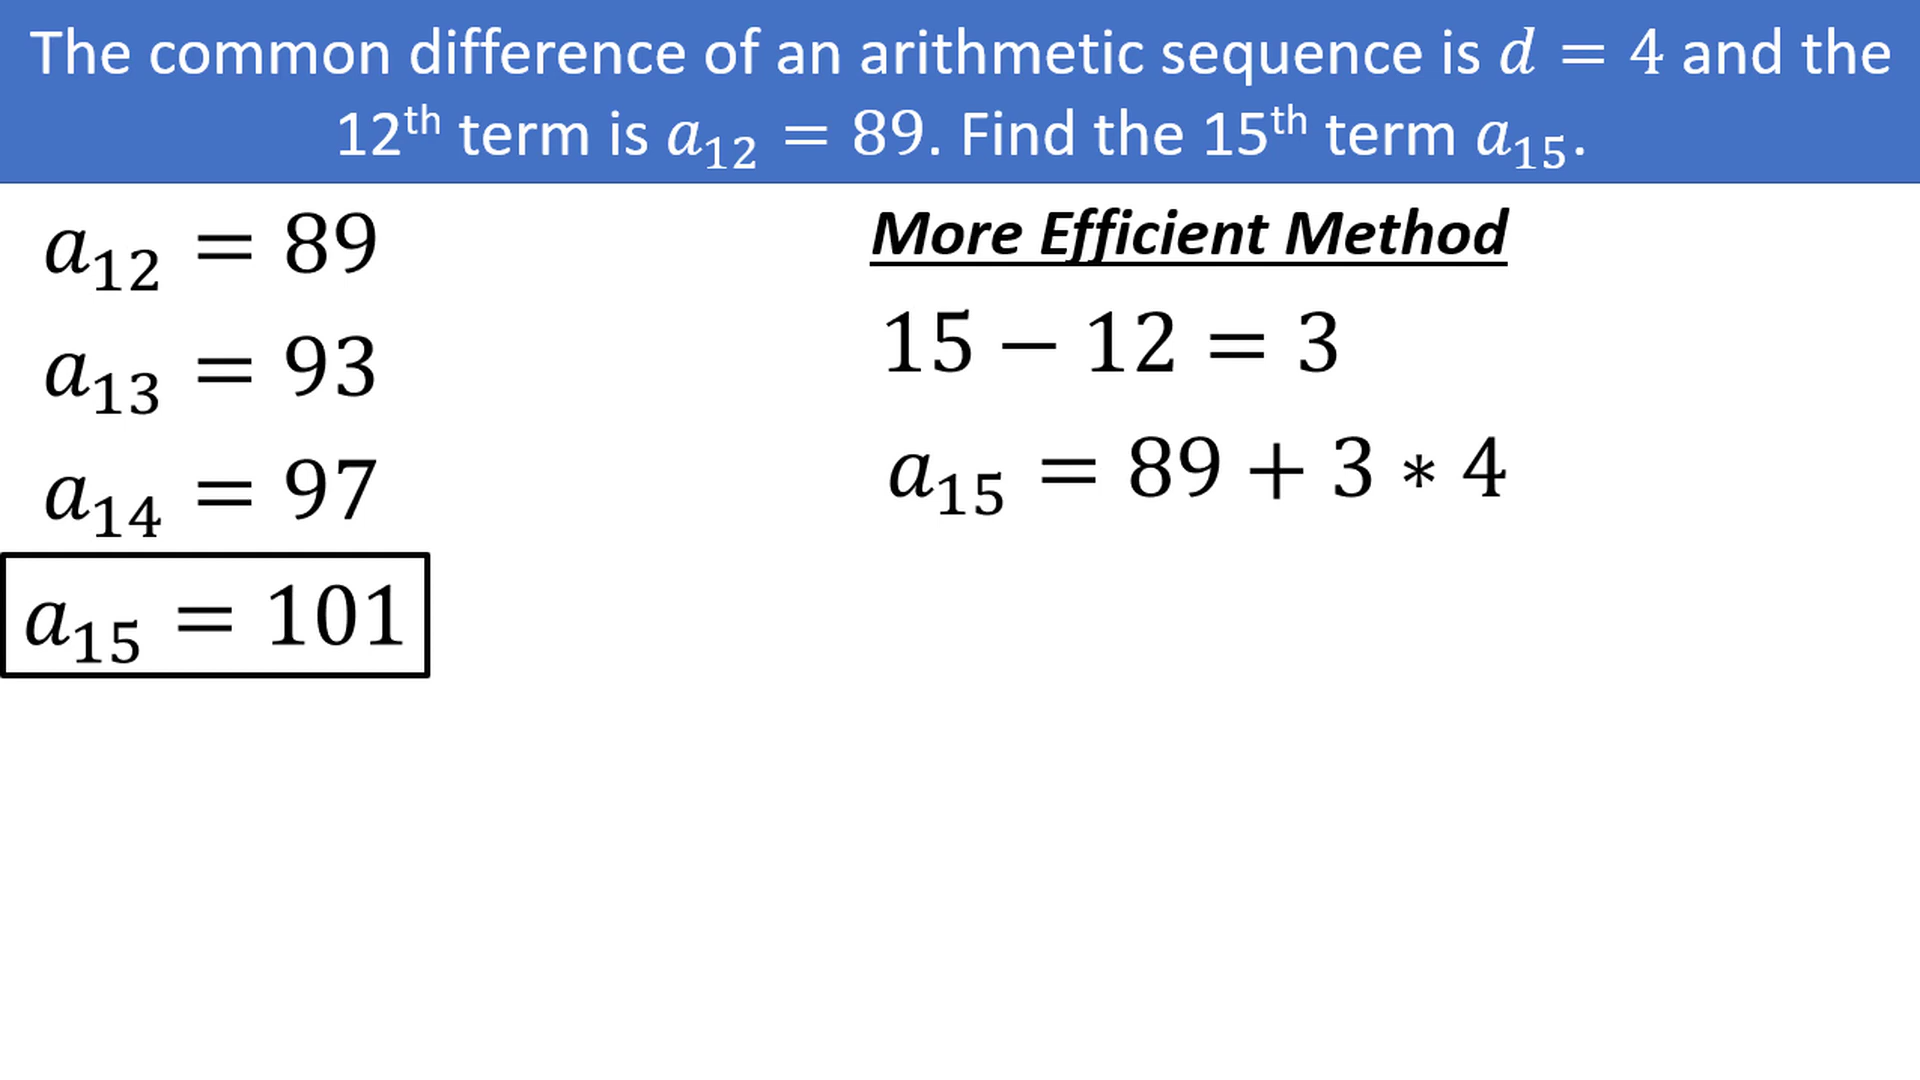 The common difference of an arithmetic sequence is d = 4 and the
12th term is a₁₂ = 89. Find the 15th term a₁₅.
a₁₂ = 89
a₁₃ = 93
a₁₄ = 97
a₁₅ = 101
More Efficient Method
15 − 12 = 3
a₁₅ = 89 + 3 * 4